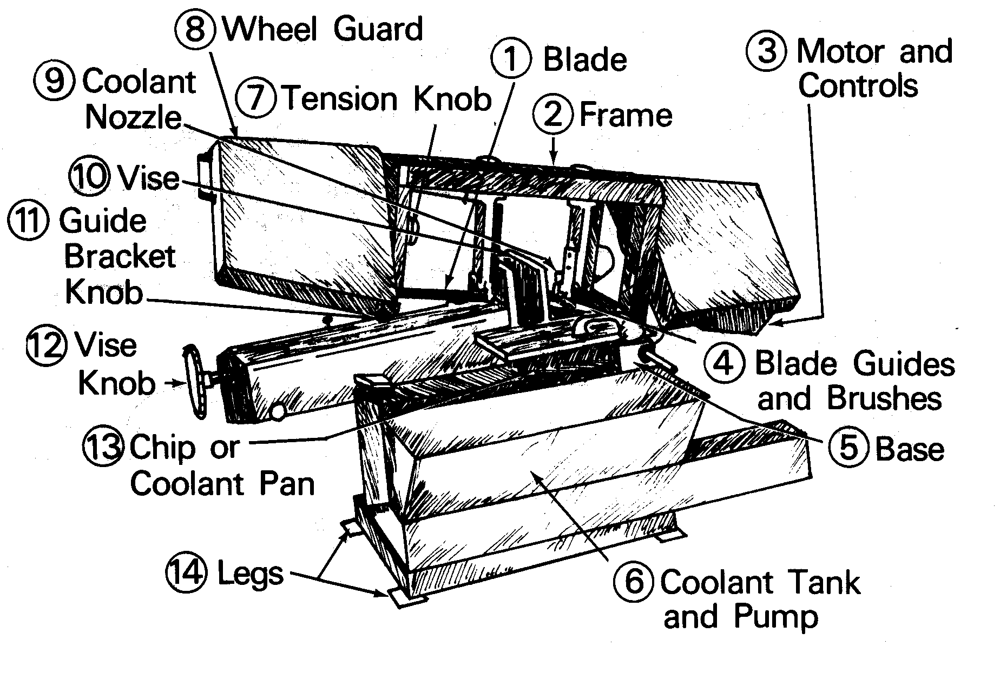 ⑧ Wheel Guard
① Blade
③ Motor and
Controls
⑨ Coolant
Nozzle
⑦ Tension Knob
② Frame
⑩ Vise
⑪ Guide
Bracket
Knob
⑫ Vise
Knob
④ Blade Guides
and Brushes
⑬ Chip or
Coolant Pan
⑤ Base
⑭ Legs
⑥ Coolant Tank
and Pump